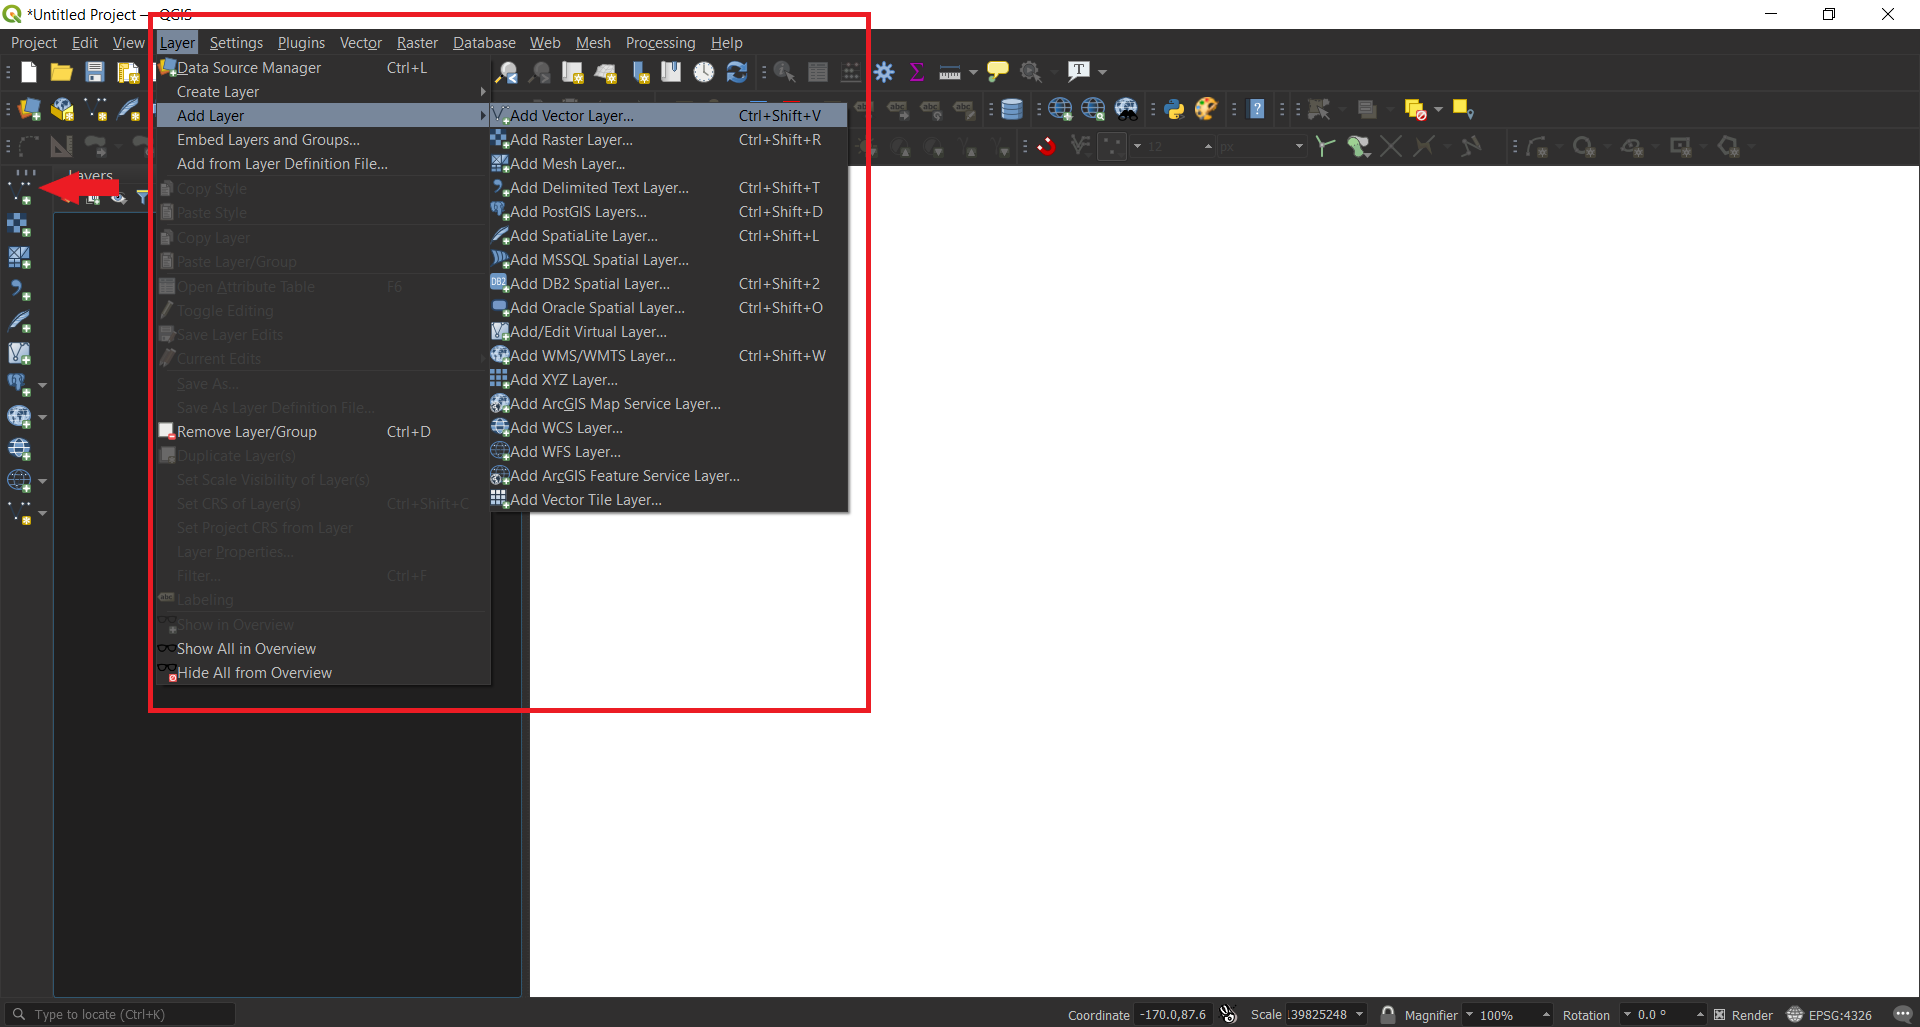 *Untitled Project — QGIS
Project Edit View Layer Settings Plugins Vector Raster Database Web Mesh Processing Help
Data Source Manager Ctrl+L
Create Layer
Add Layer
Embed Layers and Groups...
Add from Layer Definition File...
Copy Style
Paste Style
Copy Layer
Paste Layer/Group
Open Attribute Table F6
Toggle Editing
Save Layer Edits
Current Edits
Save As...
Save As Layer Definition File...
Remove Layer/Group Ctrl+D
Duplicate Layer(s)
Set Scale Visibility of Layer(s)
Set CRS of Layer(s) Ctrl+Shift+C
Set Project CRS from Layer
Layer Properties...
Filter... Ctrl+F
abc Labeling
Show in Overview
Show All in Overview
Hide All from Overview
Add Vector Layer... Ctrl+Shift+V
Add Raster Layer... Ctrl+Shift+R
Add Mesh Layer...
Add Delimited Text Layer... Ctrl+Shift+T
Add PostGIS Layers... Ctrl+Shift+D
Add SpatiaLite Layer... Ctrl+Shift+L
Add MSSQL Spatial Layer...
DB2 Add DB2 Spatial Layer... Ctrl+Shift+2
Add Oracle Spatial Layer... Ctrl+Shift+O
Add/Edit Virtual Layer...
Add WMS/WMTS Layer... Ctrl+Shift+W
Add XYZ Layer...
Add ArcGIS Map Service Layer...
Add WCS Layer...
Add WFS Layer...
Add ArcGIS Feature Service Layer...
Add Vector Tile Layer...
abc abc abc
12 px
Layers
Type to locate (Ctrl+K)
Coordinate -170.0,87.6 Scale 139825248 Magnifier 100% Rotation 0.0 ° Render EPSG:4326